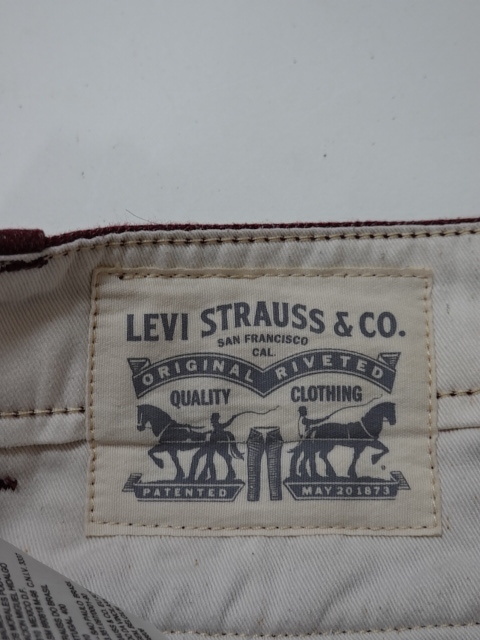 LEVI STRAUSS & CO.
SAN FRANCISCO
CAL.
ORIGINAL RIVETED
QUALITY CLOTHING
PATENTED MAY 20 1873